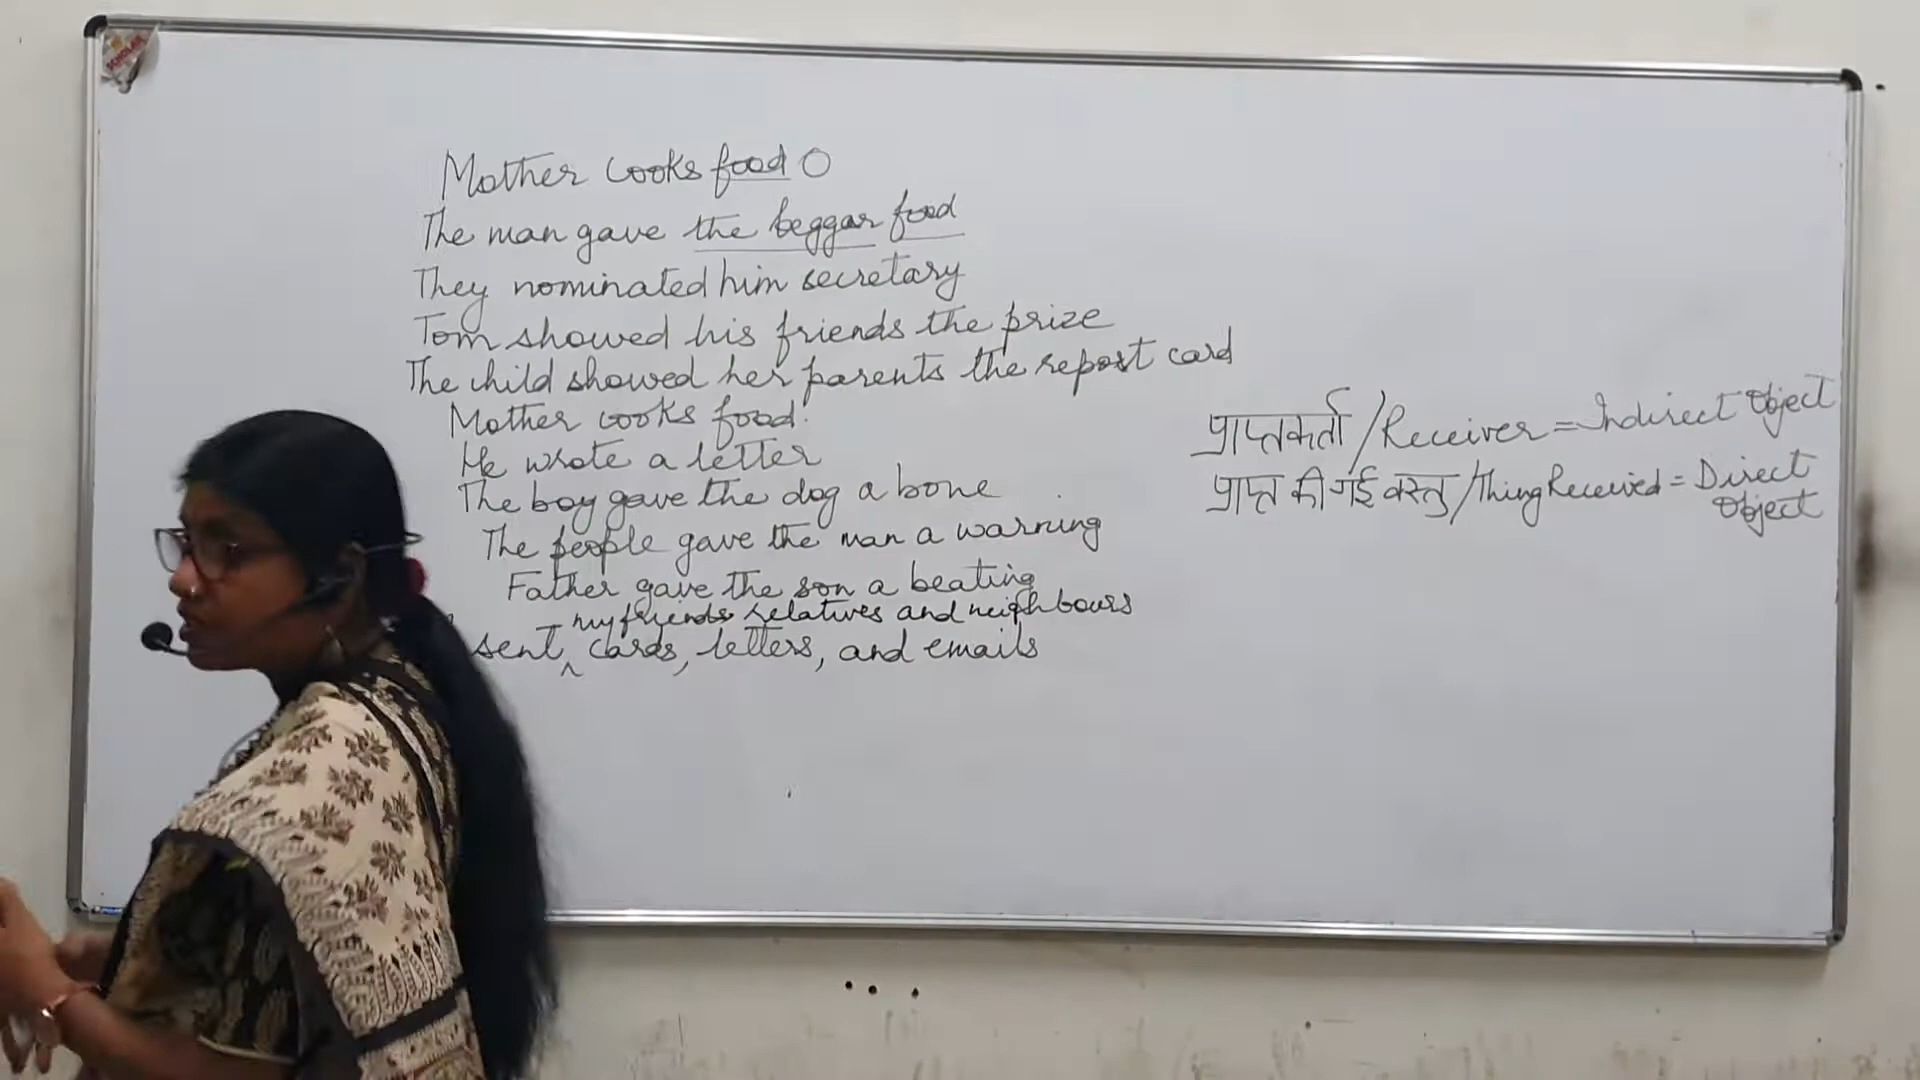 Mother cooks food O
The man gave the beggar food
They nominated him secretary
Tom showed his friends the prize
The child showed her parents the report card
Mother cooks food.
He wrote a letter
The boy gave the dog a bone
The people gave the man a warning
Father gave the son a beating
my friends relatives and neighbours
sent ^ cards, letters, and emails
प्राप्तकर्ता / Receiver = Indirect Object
प्राप्त की गई वस्तु / Thing Received = Direct
Object